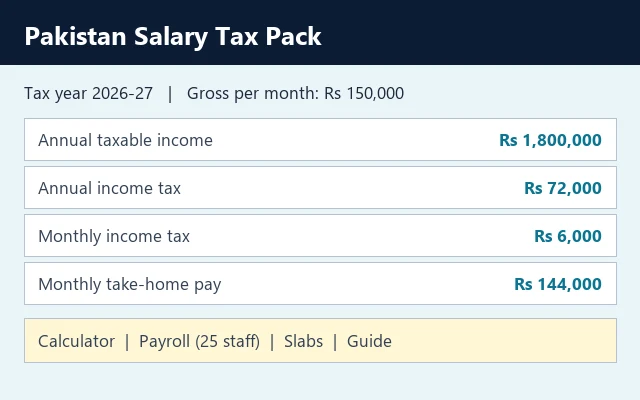 Pakistan Salary Tax Pack
Tax year 2026-27 | Gross per month: Rs 150,000
Annual taxable income Rs 1,800,000
Annual income tax Rs 72,000
Monthly income tax Rs 6,000
Monthly take-home pay Rs 144,000
Calculator | Payroll (25 staff) | Slabs | Guide